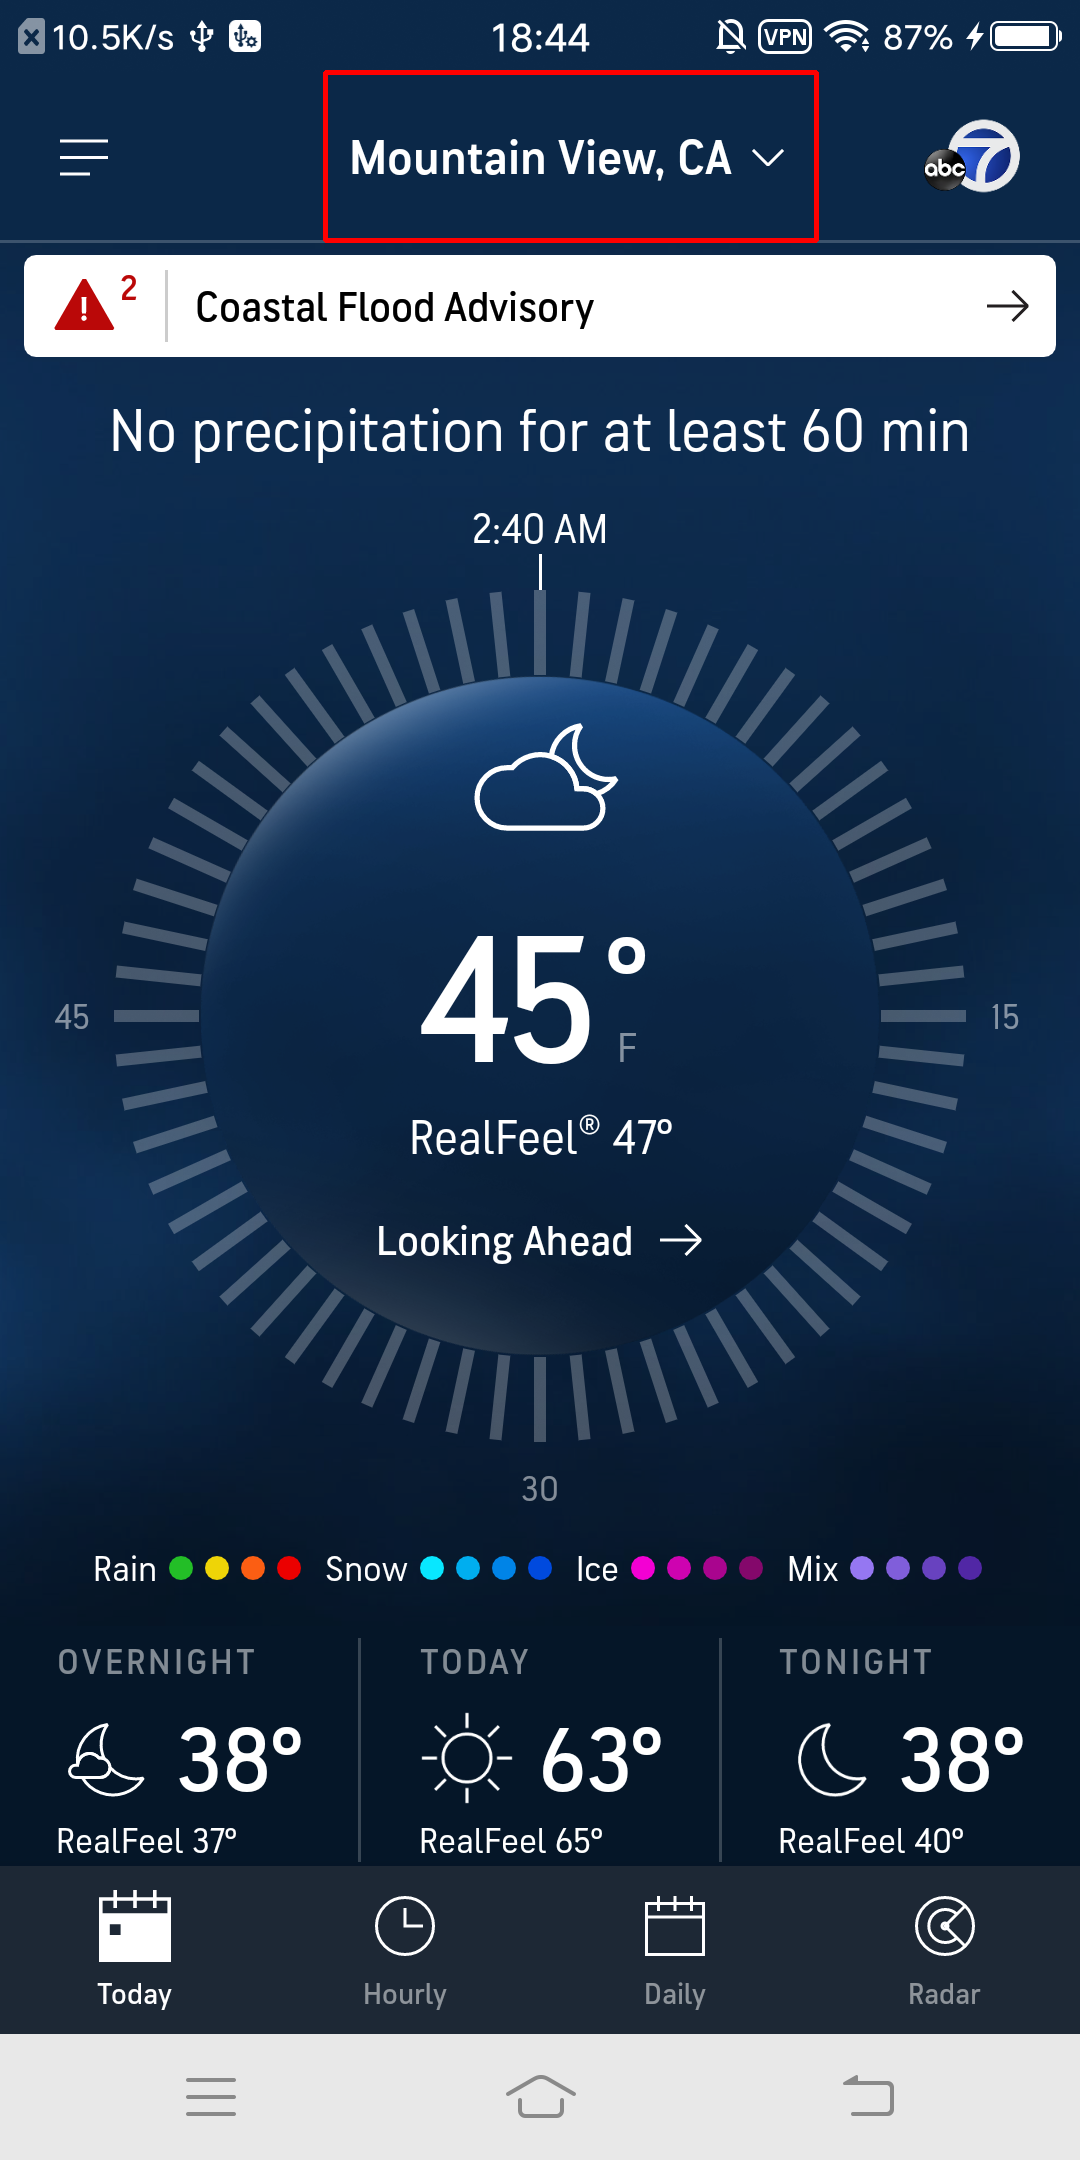 10.5K/s 18:44 VPN 87%
Mountain View, CA
abc 7
2 Coastal Flood Advisory
No precipitation for at least 60 min
2:40 AM
45°
F
45 15
RealFeel® 47°
Looking Ahead
30
Rain Snow Ice Mix
OVERNIGHT TODAY TONIGHT
38° 63° 38°
RealFeel 37° RealFeel 65° RealFeel 40°
Today Hourly Daily Radar